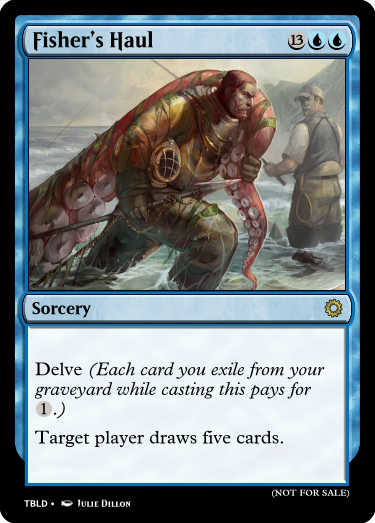 Fisher's Haul 13
Sorcery
Delve (Each card you exile from your
graveyard while casting this pays for
1.)
Target player draws five cards.
(NOT FOR SALE)
TBLD • Julie Dillon